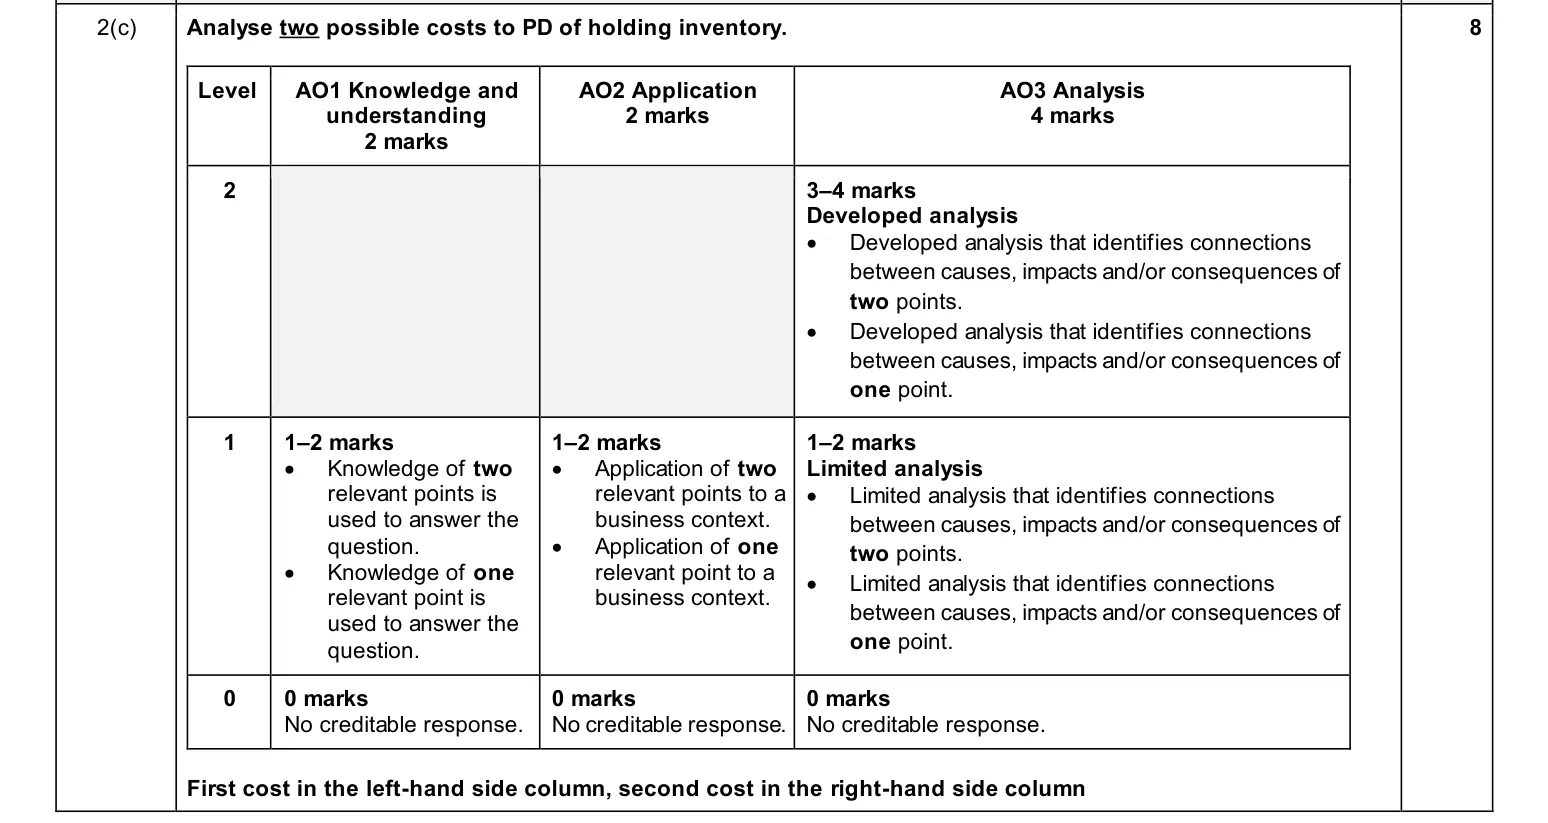 2(c)
Analyse two possible costs to PD of holding inventory.
8
Level
AO1 Knowledge and
understanding
2 marks
AO2 Application
2 marks
AO3 Analysis
4 marks
2
3–4 marks
Developed analysis
• Developed analysis that identifies connections
between causes, impacts and/or consequences of
two points.
• Developed analysis that identifies connections
between causes, impacts and/or consequences of
one point.
1
1–2 marks
• Knowledge of two
relevant points is
used to answer the
question.
• Knowledge of one
relevant point is
used to answer the
question.
1–2 marks
• Application of two
relevant points to a
business context.
• Application of one
relevant point to a
business context.
1–2 marks
Limited analysis
• Limited analysis that identifies connections
between causes, impacts and/or consequences of
two points.
• Limited analysis that identifies connections
between causes, impacts and/or consequences of
one point.
0
0 marks
No creditable response.
0 marks
No creditable response.
0 marks
No creditable response.
First cost in the left-hand side column, second cost in the right-hand side column